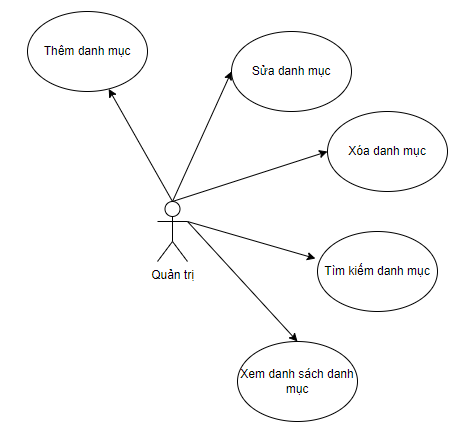 Thêm danh mục
Sửa danh mục
Xóa danh mục
Tìm kiếm danh mục
Quản trị
Xem danh sách danh
mục